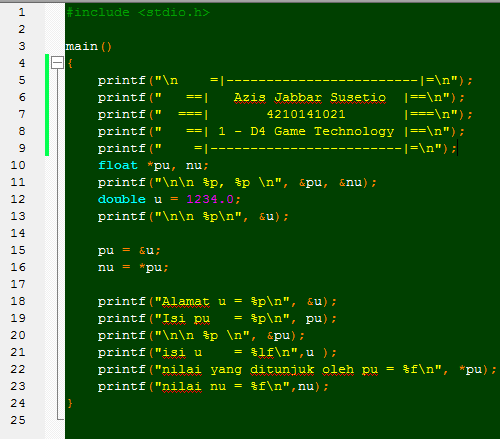 1 #include <stdio.h>
2
3 main()
4 {
5     printf("\n    =|------------------------|=\n");
6     printf("   ==|   Azis Jabbar Susetio  |==\n");
7     printf("  ===|       4210141021       |===\n");
8     printf("   ==| 1 - D4 Game Technology |==\n");
9     printf("    =|------------------------|=\n");
10     float *pu, nu;
11     printf("\n\n %p, %p \n", &pu, &nu);
12     double u = 1234.0;
13     printf("\n\n %p\n", &u);
14
15     pu = &u;
16     nu = *pu;
17
18     printf("Alamat u = %p\n", &u);
19     printf("Isi pu   = %p\n", pu);
20     printf("\n\n %p \n", &pu);
21     printf("isi u    = %lf\n",u );
22     printf("nilai yang ditunjuk oleh pu = %f\n", *pu);
23     printf("nilai nu = %f\n",nu);
24 }
25